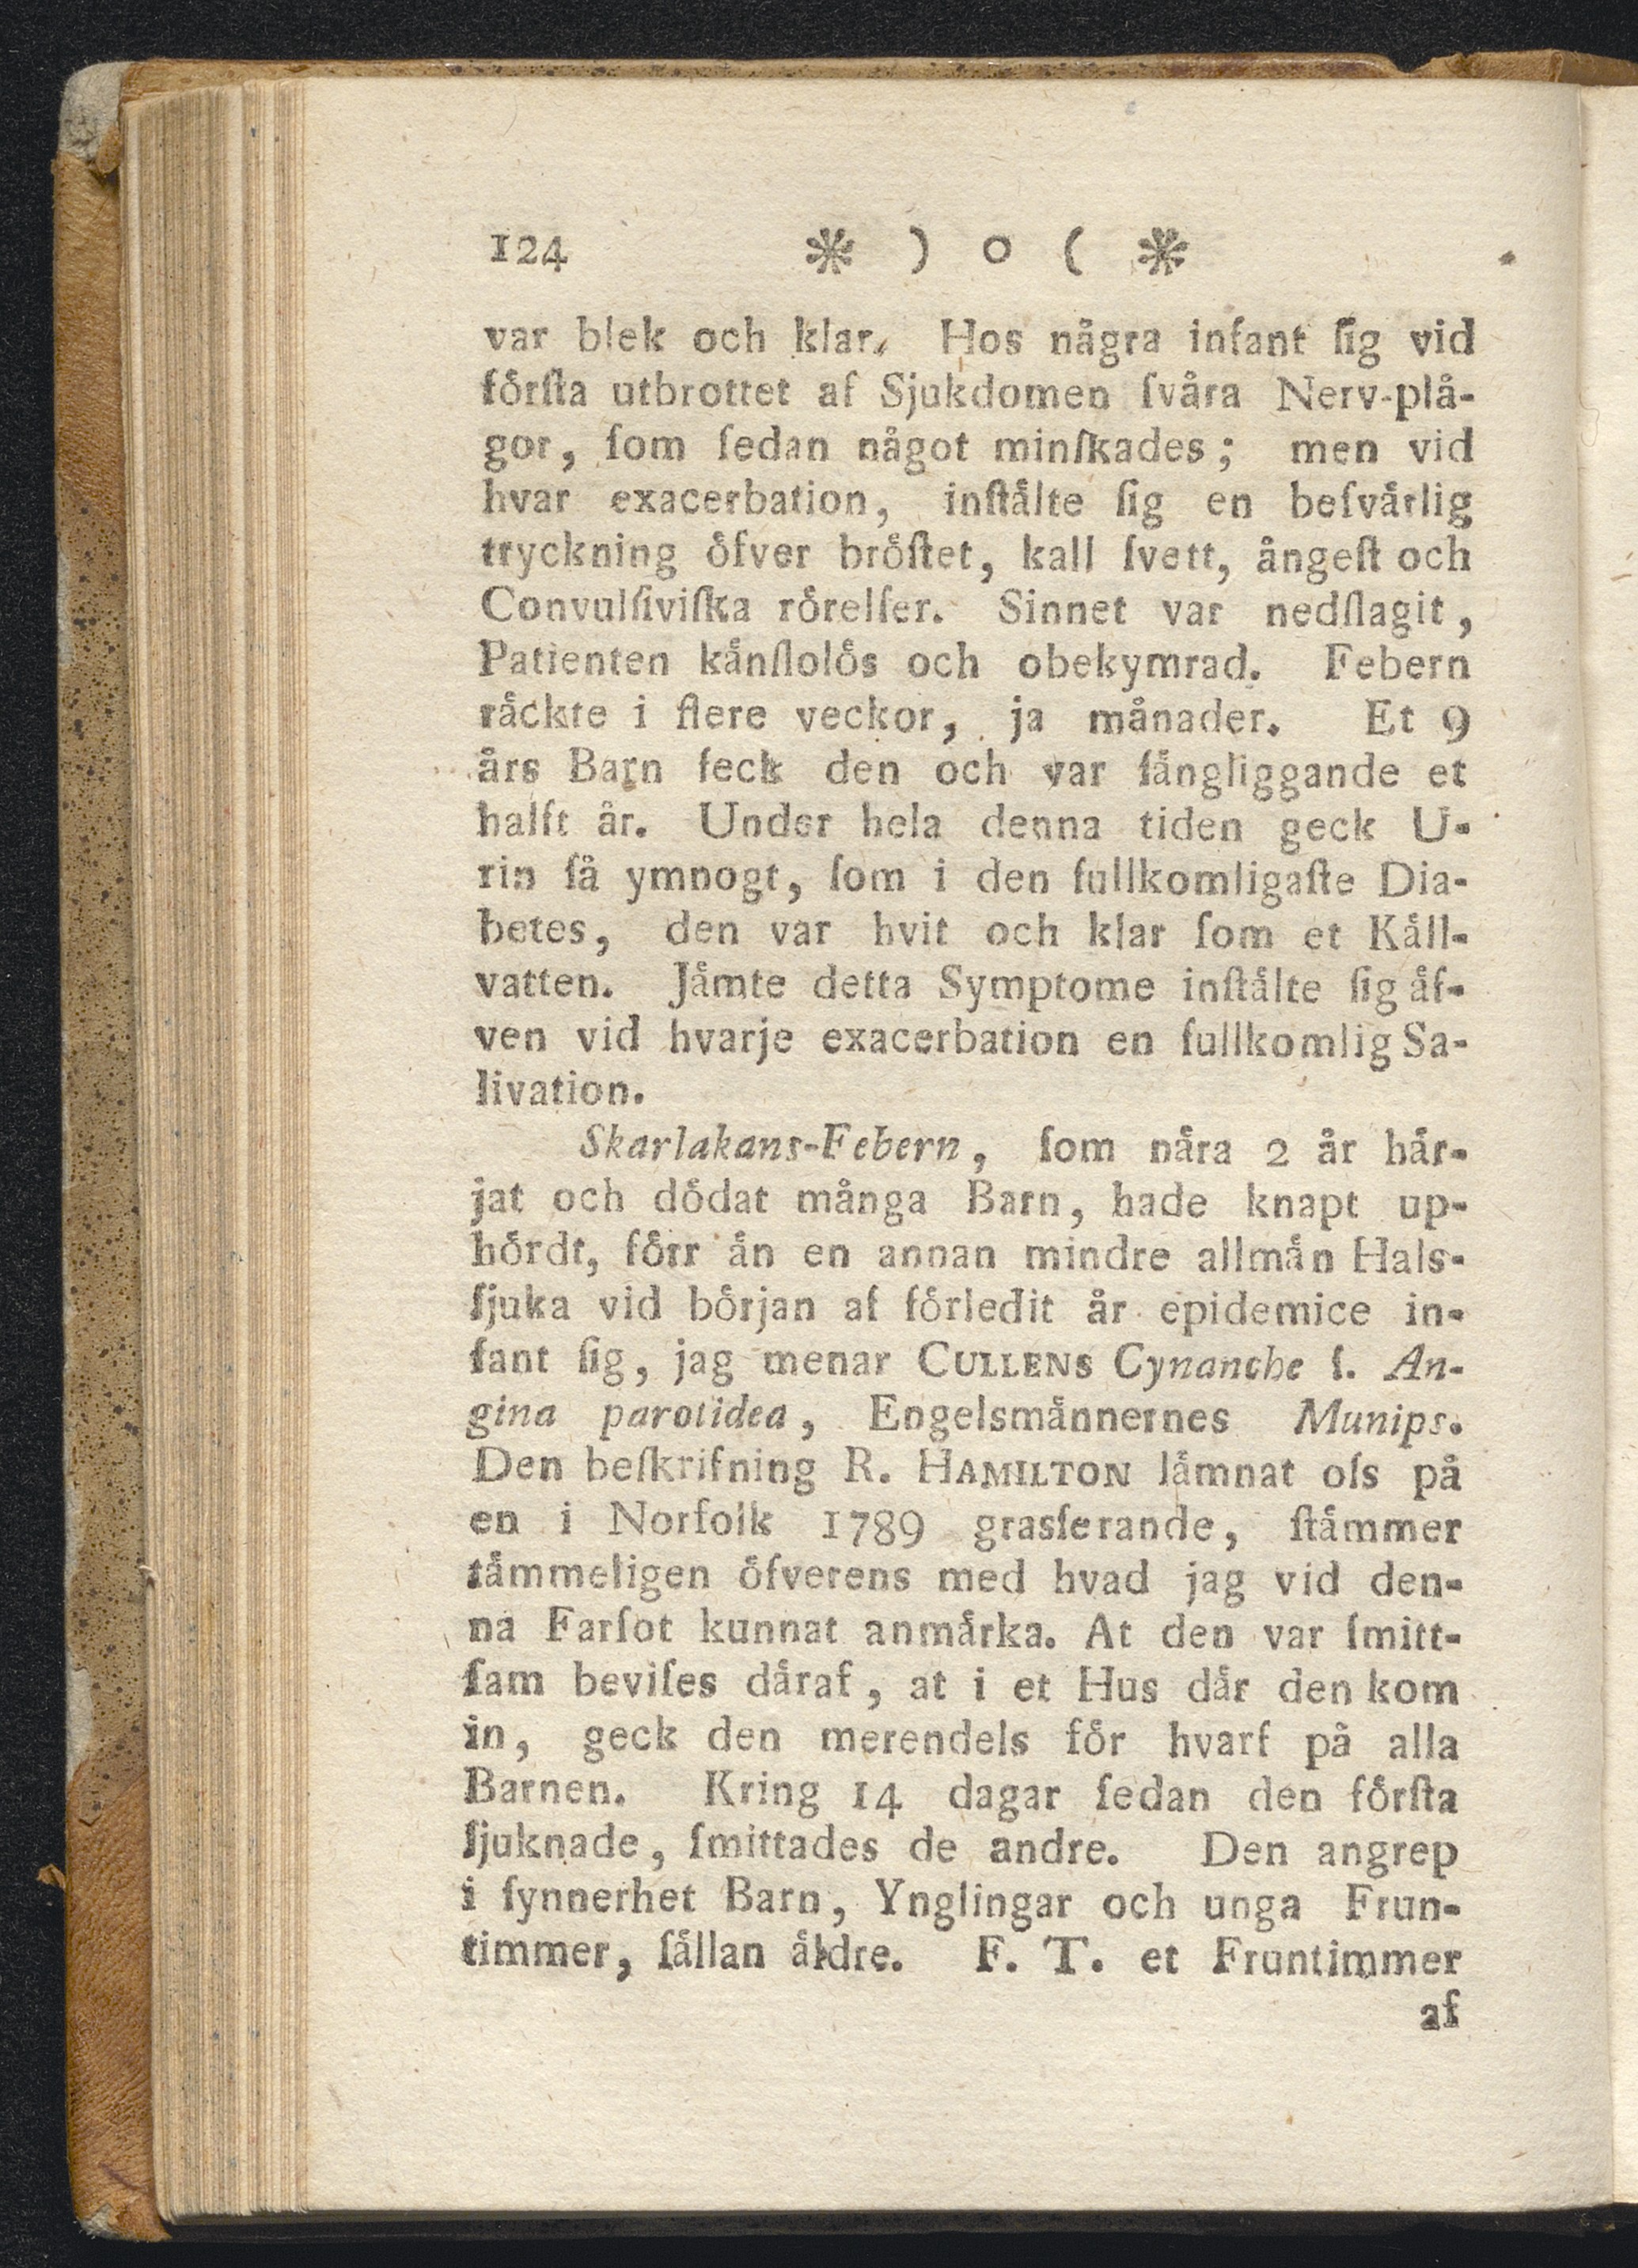 124 ❊ ) o ( ❊
var blek och klar. Hos några infant ſig vid
förſta utbrottet af Sjukdomen ſvåra Nerv-plå-
gor, ſom ſedan något minſkades; men vid
hvar exacerbation, inſtälte ſig en beſvärlig
tryckning öfver bröſtet, kall ſvett, ångeſt och
Convulſiviſka rörelſer. Sinnet var nedſlagit,
Patienten känſlolös och obekymrad. Febern
räckte i flere veckor, ja månader. Et 9
års Barn feck den och var ſängliggande et
halft år. Under hela denna tiden geck U-
rin ſå ymnogt, ſom i den fullkomligaſte Dia-
betes, den var hvit och klar ſom et Käll-
vatten. Jämte detta Symptome inſtälte ſig äf-
ven vid hvarje exacerbation en fullkomlig Sa-
livation.
Skarlakans-Febern, ſom nära 2 år här-
jat och dödat många Barn, hade knapt up-
hördt, förr än en annan mindre allmän Hals-
ſjuka vid början af förledit år epidemice in-
fant ſig, jag menar CULLENS Cynanche ſ. An-
gina parotidea, Engelsmännernes Munips.
Den beſkrifning R. HAMILTON lämnat oſs på
en i Norfolk 1789 grasſerande, ſtämmer
tämmeligen öfverens med hvad jag vid den-
na Farſot kunnat anmärka. At den var ſmitt-
ſam beviſes däraf, at i et Hus där den kom
in, geck den merendels för hvarf på alla
Barnen. Kring 14 dagar ſedan den förſta
ſjuknade, ſmittades de andre. Den angrep
i ſynnerhet Barn, Ynglingar och unga Frun-
timmer, ſällan äldre. F. T. et Fruntimmer
af